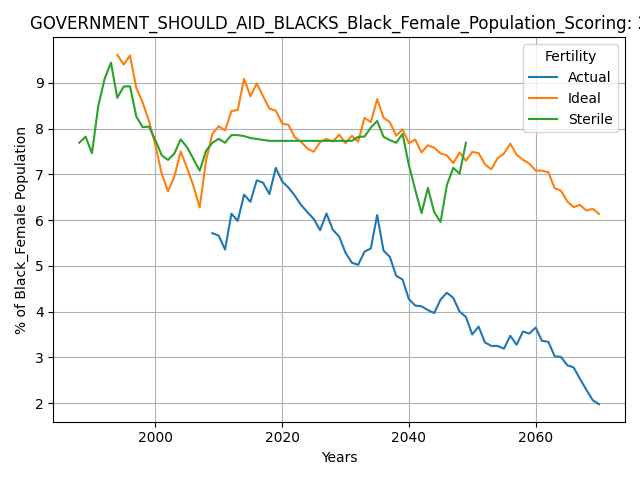 GOVERNMENT_SHOULD_AID_BLACKS_Black_Female_Population_Scoring:
Fertility
Actual
Ideal
Sterile
% of Black_Female Population
9
8
7
6
5
4
3
2
2000
2020
2040
2060
Years